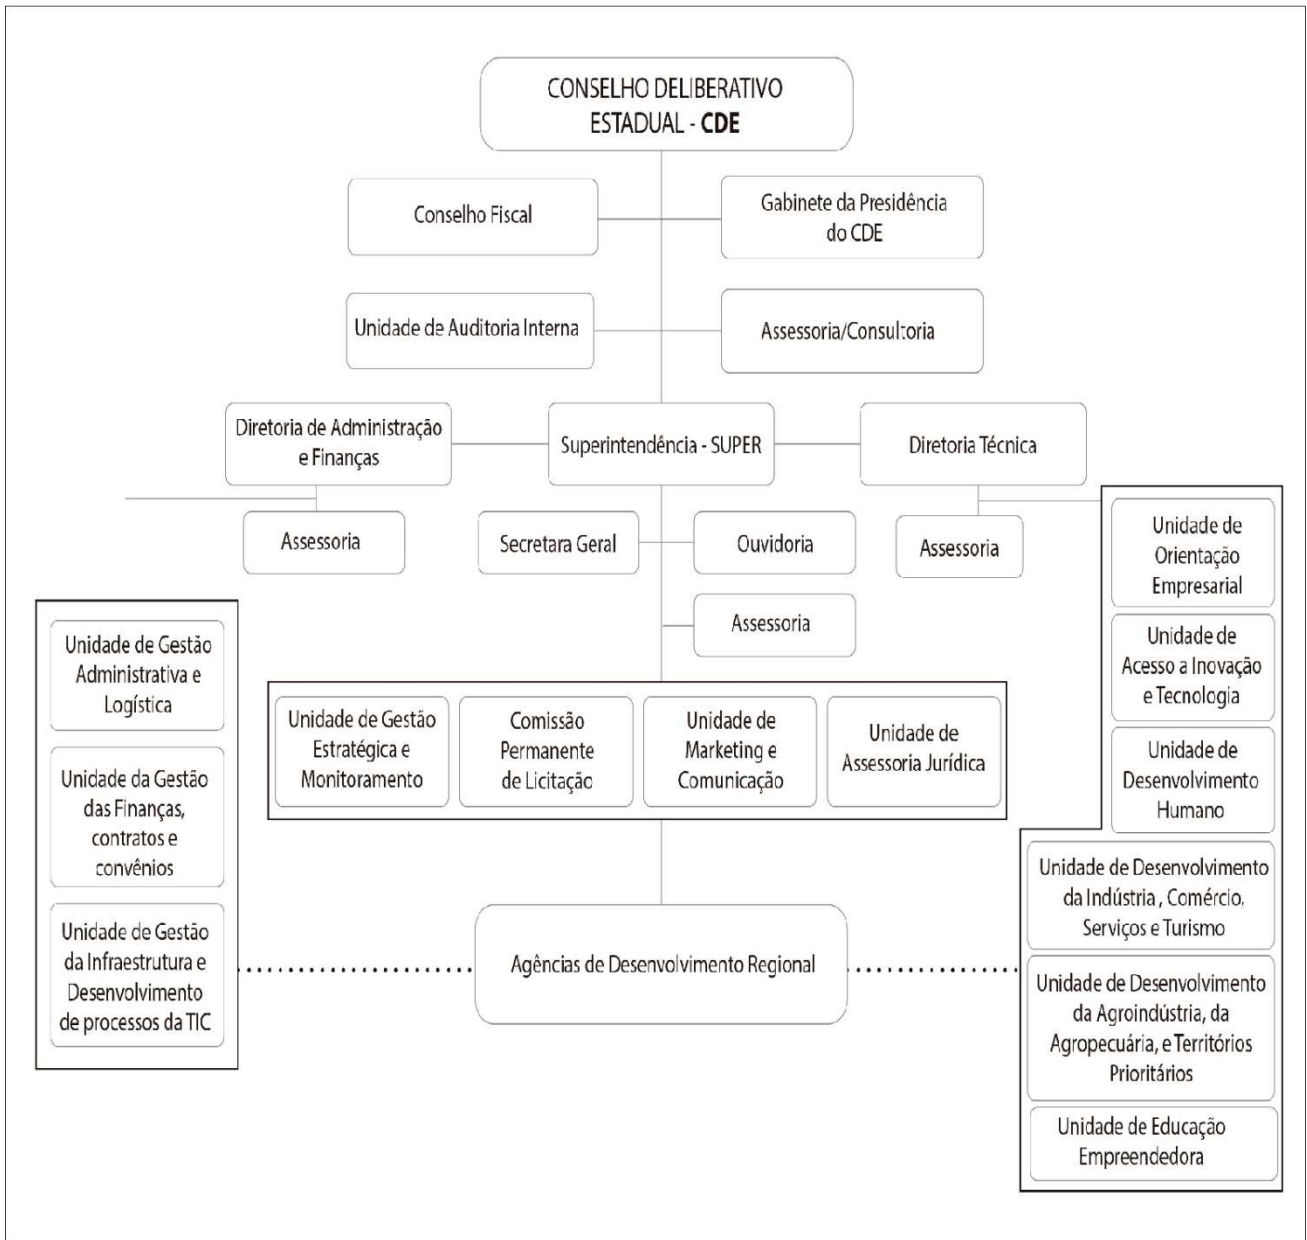 CONSELHO DELIBERATIVO
ESTADUAL - CDE
Conselho Fiscal
Gabinete da Presidência
do CDE
Unidade de Auditoria Interna
Assessoria/Consultoria
Diretoria de Administração
e Finanças
Superintendência - SUPER
Diretoria Técnica
Assessoria
Secretara Geral
Ouvidoria
Assessoria
Assessoria
Unidade de Gestão
Administrativa e
Logística
Unidade da Gestão
das Finanças,
contratos e
convênios
Unidade de Gestão
da Infraestrutura e
Desenvolvimento
de processos da TIC
Unidade de Gestão
Estratégica e
Monitoramento
Comissão
Permanente
de Licitação
Unidade de
Marketing e
Comunicação
Unidade de
Assessoria Jurídica
Agências de Desenvolvimento Regional
Unidade de
Orientação
Empresarial
Unidade de
Acesso a Inovação
e Tecnologia
Unidade de
Desenvolvimento
Humano
Unidade de Desenvolvimento
da Indústria , Comércio,
Serviços e Turismo
Unidade de Desenvolvimento
da Agroindústria, da
Agropecuária, e Territórios
Prioritários
Unidade de Educação
Empreendedora